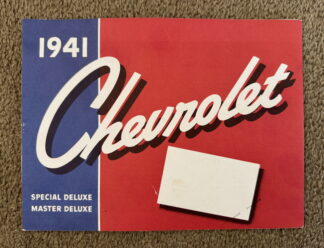 1941
Chevrolet
SPECIAL DELUXE
MASTER DELUXE